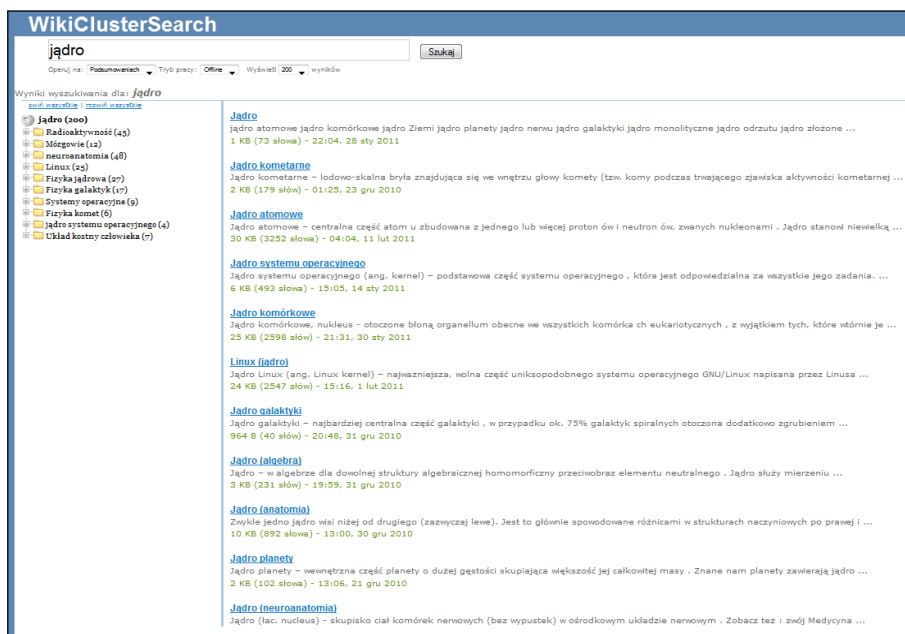 WikiClusterSearch
jądro
Szukaj
Operuj na: Podsumowaniach Tryb pracy: Offline Wyświetl 200 wyników
Wyniki wyszukiwania dla: jądro
zwiń wszystkie | rozwiń wszystkie
jądro (200)
Radioaktywność (45)
Mózgowie (12)
neuroanatomia (48)
Linux (25)
Fizyka jądrowa (27)
Fizyka galaktyk (17)
Systemy operacyjne (9)
Fizyka komet (6)
jądro systemu operacyjnego (4)
Układ kostny człowieka (7)
Jądro
jądro atomowe jądro komórkowe jądro Ziemi jądro planety jądro nerwu jądro galaktyki jądro monolityczne jądro odrzutu jądro złożone ...
1 KB (73 słowa) - 22:04, 28 sty 2011
Jądro kometarne
Jądro kometarne – lodowo-skalna bryła znajdująca się we wnętrzu głowy komety (tzw. komy podczas trwającego zjawiska aktywności kometarnej ...
2 KB (179 słów) - 01:25, 23 gru 2010
Jądro atomowe
Jądro atomowe – centralna część atom u zbudowana z jednego lub więcej proton ów i neutron ów, zwanych nukleonami . Jądro stanowi niewielką ...
30 KB (3252 słowa) - 04:04, 11 lut 2011
Jądro systemu operacyjnego
Jądro systemu operacyjnego (ang. kernel) – podstawowa część systemu operacyjnego , która jest odpowiedzialna za wszystkie jego zadania. ...
6 KB (493 słowa) - 15:05, 14 sty 2011
Jądro komórkowe
Jądro komórkowe, nukleus - otoczone błoną organellum obecne we wszystkich komórka ch eukariotycznych , z wyjątkiem tych, które wtórnie je ...
25 KB (2598 słów) - 21:31, 30 sty 2011
Linux (jądro)
Jądro Linux (ang. Linux kernel) – najważniejsza, wolna część uniksopodobnego systemu operacyjnego GNU/Linux napisana przez Linusa ...
24 KB (2547 słów) - 15:16, 1 lut 2011
Jądro galaktyki
Jądro galaktyki – najbardziej centralna część galaktyki , w przypadku ok. 75% galaktyk spiralnych otoczona dodatkowo zgrubieniem ...
964 B (40 słów) - 20:48, 31 gru 2010
Jądro (algebra)
Jądro – w algebrze dla dowolnej struktury algebraicznej homomorficzny przeciwobraz elementu neutralnego . Jądro służy mierzeniu ...
3 KB (231 słów) - 19:59, 31 gru 2010
Jądro (anatomia)
Zwykle jedno jądro wisi niżej od drugiego (zazwyczaj lewe). Jest to głównie spowodowane różnicami w strukturach naczyniowych po prawej i ...
10 KB (892 słowa) - 13:00, 30 gru 2010
Jądro planety
Jądro planety – wewnętrzna część planety o dużej gęstości skupiająca większość jej całkowitej masy . Znane nam planety zawierają jądro ...
2 KB (102 słowa) - 13:06, 21 gru 2010
Jądro (neuroanatomia)
Jądro (łac. nucleus) - skupisko ciał komórek nerwowych (bez wypustek) w ośrodkowym układzie nerwowym . Zobacz też : zwój Medycyna ...